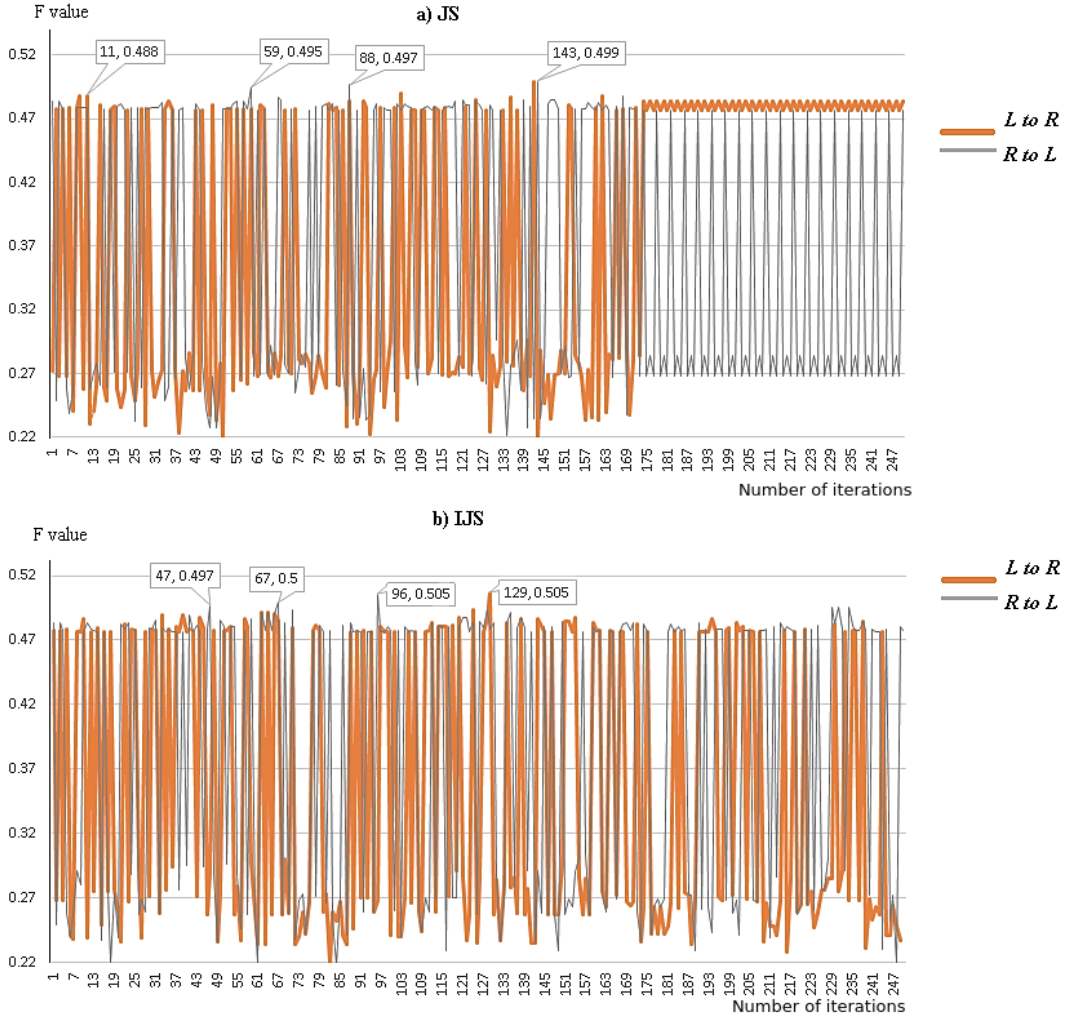 F value
a) JS
0.52
11, 0.488
59, 0.495
88, 0.497
143, 0.499
0.47
L to R
R to L
0.42
0.37
0.32
0.27
0.22
1 7 13 19 25 31 37 43 49 55 61 67 73 79 85 91 97 103 109 115 121 127 133 139 145 151 157 163 169 175 181 187 193 199 205 211 217 223 229 235 241 247
Number of iterations
b) IJS
F value
0.52
47, 0.497
67, 0.5
96, 0.505
129, 0.505
L to R
R to L
0.47
0.42
0.37
0.32
0.27
0.22
1 7 13 19 25 31 37 43 49 55 61 67 73 79 85 91 97 103 109 115 121 127 133 139 145 151 157 163 169 175 181 187 193 199 205 211 217 223 229 235 241 247
Number of iterations